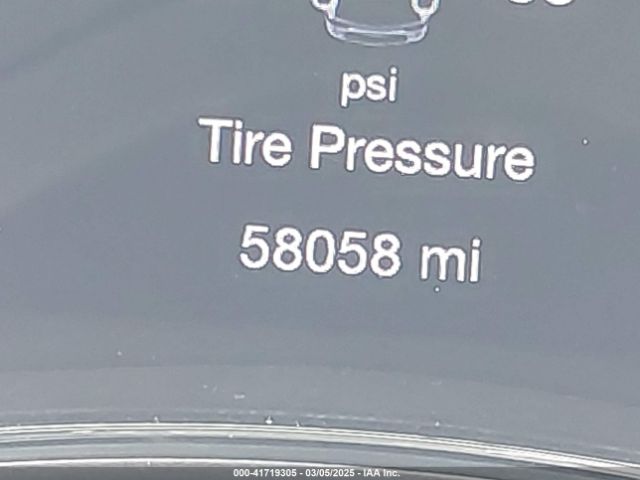 psi
Tire Pressure
58058 mi
000-41719305 - 03/05/2025 - IAA Inc.